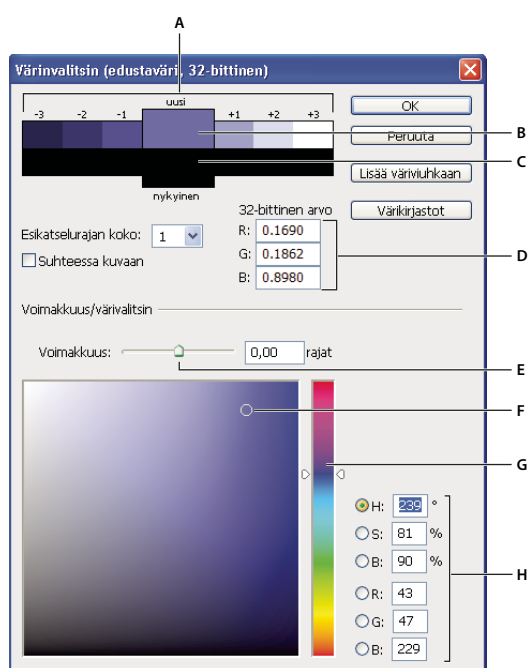 A
Värinvalitsin (edustaväri, 32-bittinen)
uusi
-3 -2 -1 +1 +2 +3
OK
B
Peruuta
C
Lisää väriviuhkaan
nykyinen
Värikirjastot
32-bittinen arvo
Esikatselurajan koko: 1
R: 0.1690
G: 0.1862
D
Suhteessa kuvaan
B: 0.8980
Voimakkuus/värivalitsin
Voimakkuus: 0,00 rajat
E
F
G
H: 239 °
S: 81 %
B: 90 %
H
R: 43
G: 47
B: 229